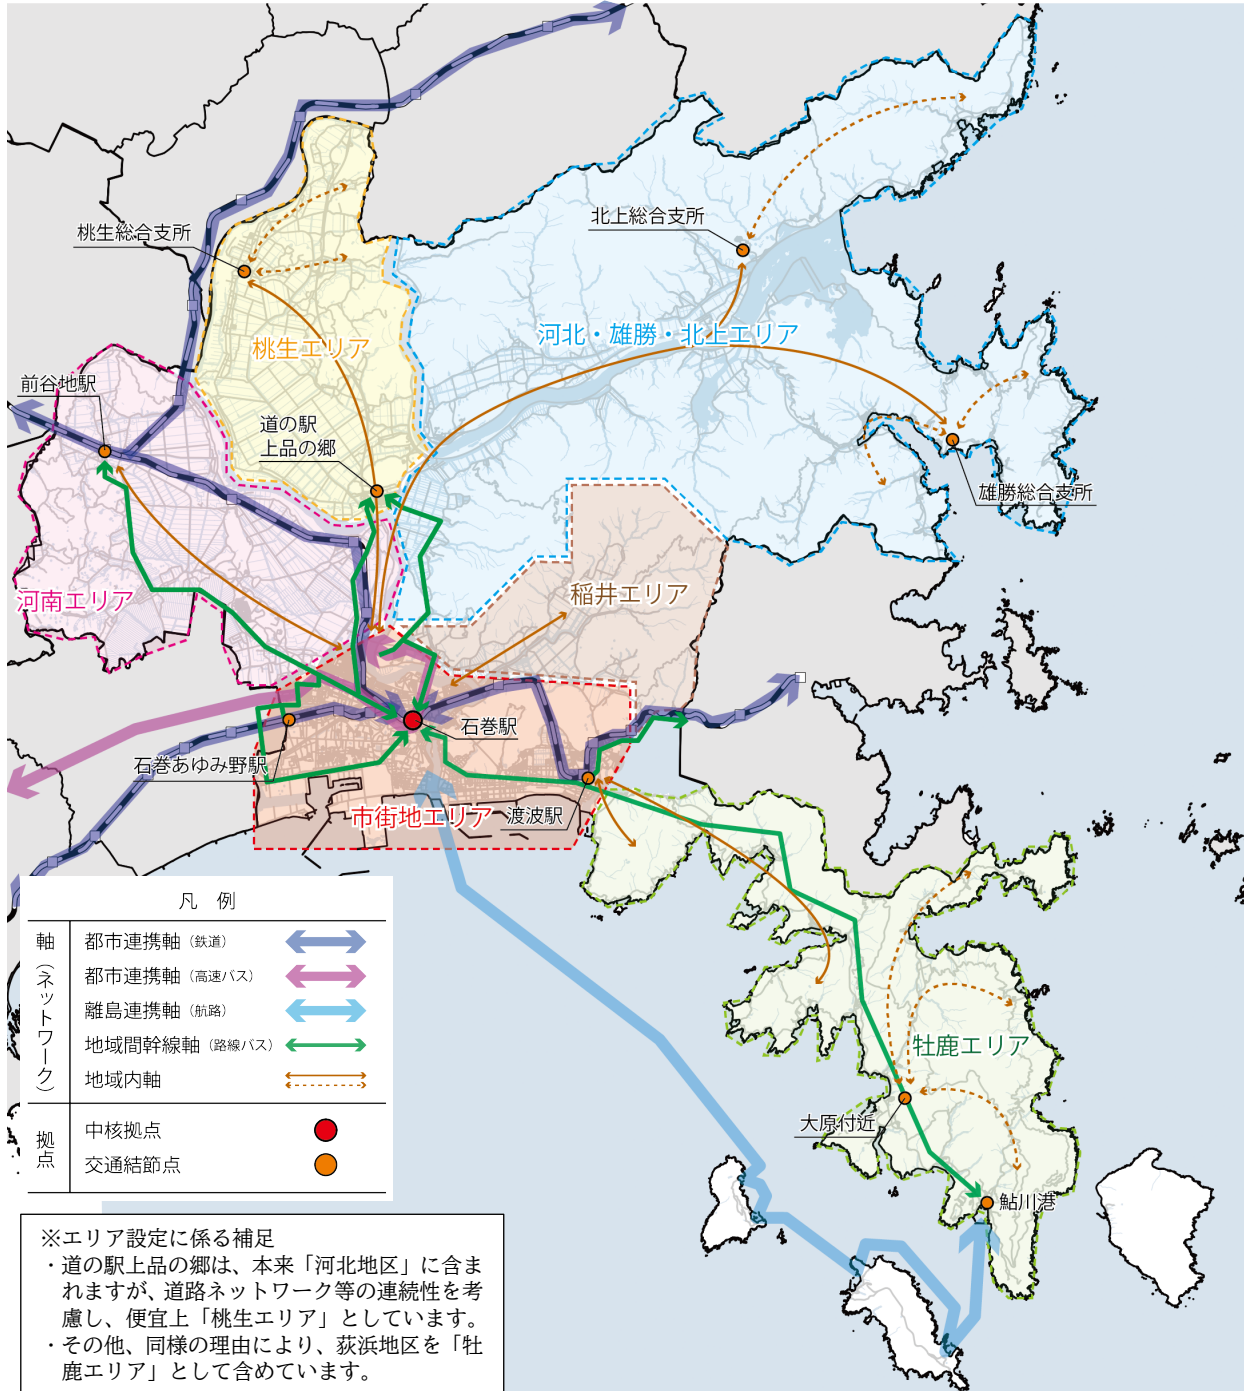 北上総合支所
桃生総合支所
河北・雄勝・北上エリア
桃生エリア
前谷地駅
道の駅
上品の郷
雄勝総合支所
河南エリア
稲井エリア
石巻駅
石巻あゆみ野駅
市街地エリア
渡波駅
牡鹿エリア
大原付近
鮎川港
凡 例
軸（ネットワーク）
都市連携軸（鉄道）
都市連携軸（高速バス）
離島連携軸（航路）
地域間幹線軸（路線バス）
地域内軸
拠点
中核拠点
交通結節点
※エリア設定に係る補足
・道の駅上品の郷は、本来「河北地区」に含ま
れますが、道路ネットワーク等の連続性を考
慮し、便宜上「桃生エリア」としています。
・その他、同様の理由により、荻浜地区を「牡
鹿エリア」として含めています。